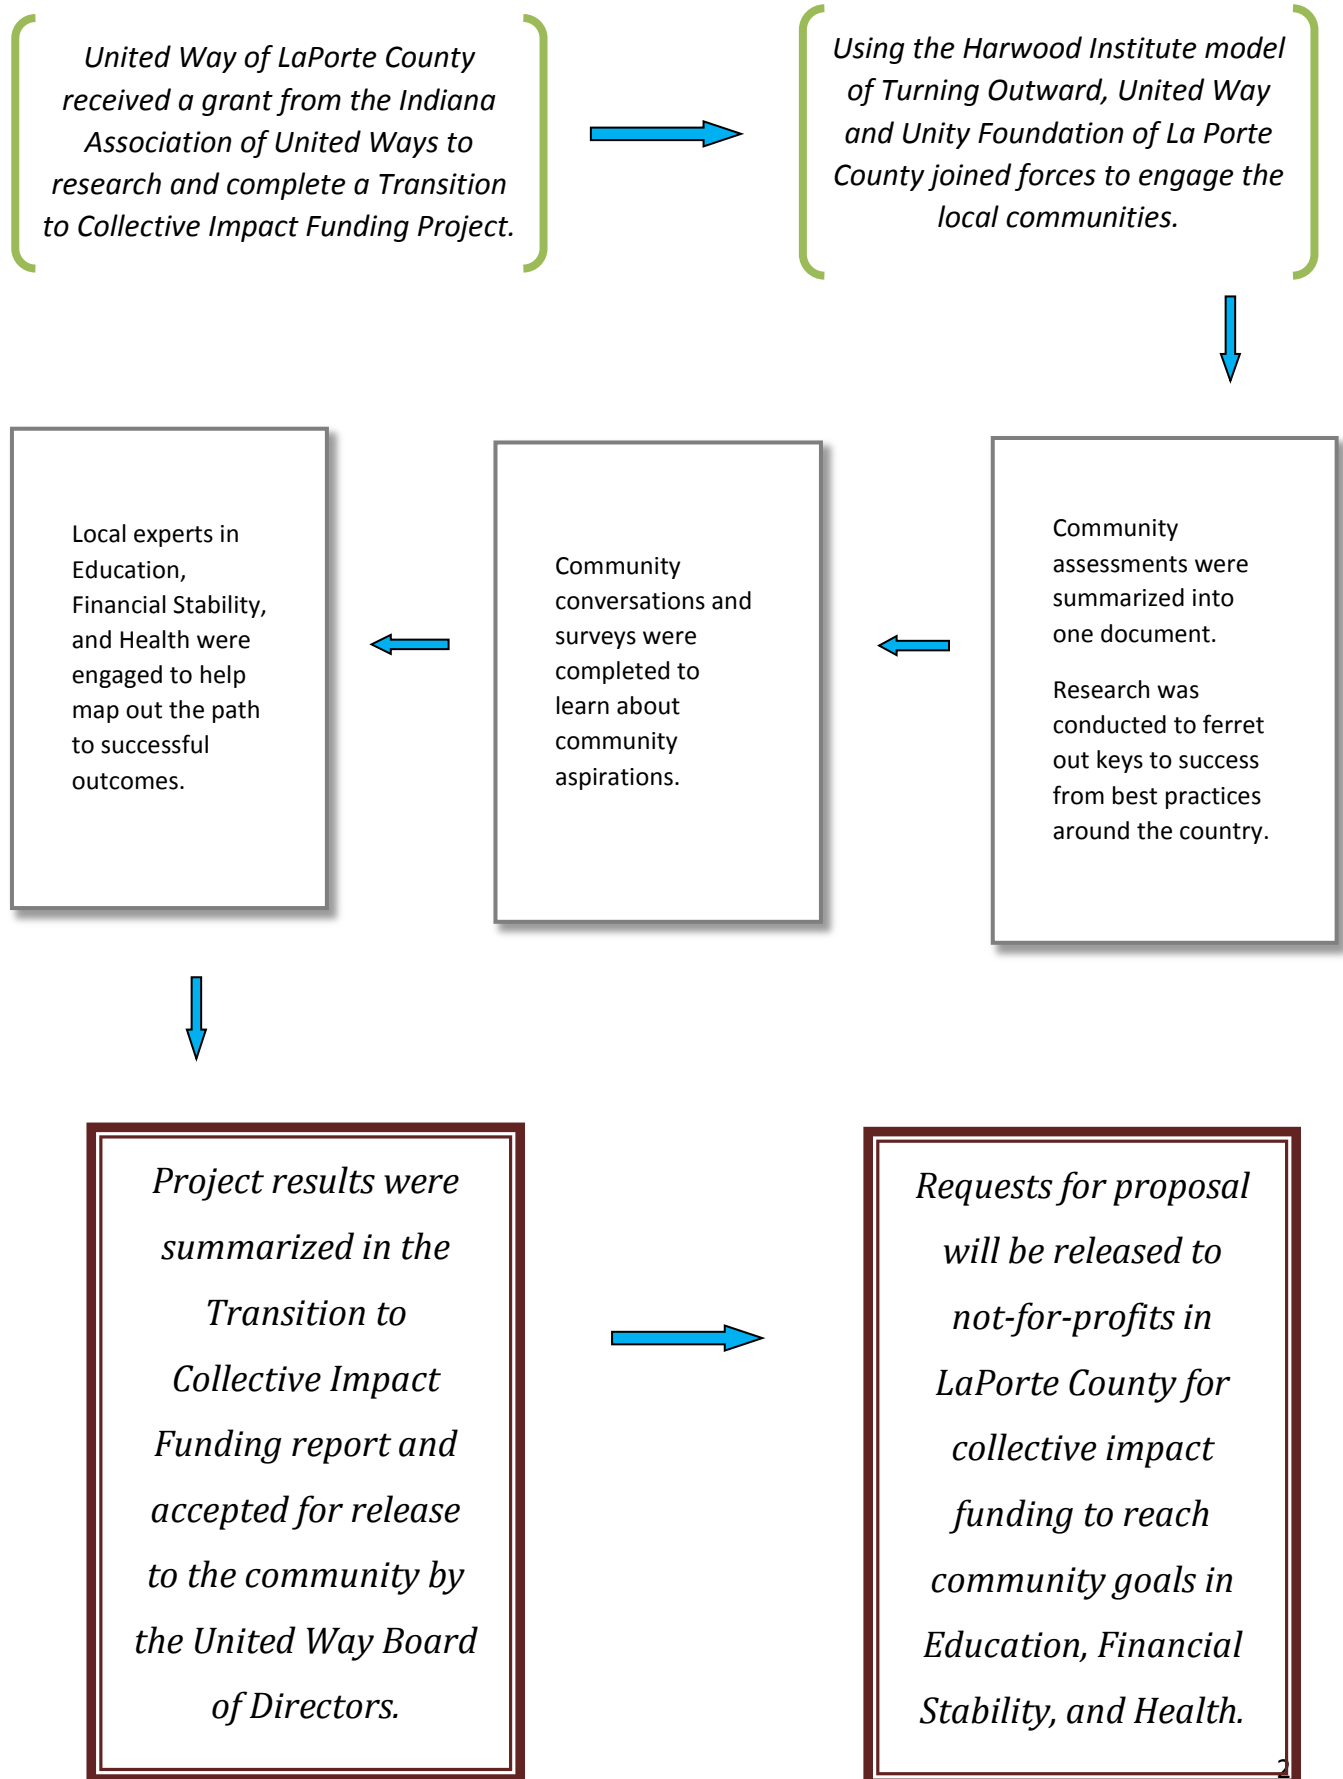 United Way of LaPorte County
received a grant from the Indiana
Association of United Ways to
research and complete a Transition
to Collective Impact Funding Project.
Using the Harwood Institute model
of Turning Outward, United Way
and Unity Foundation of La Porte
County joined forces to engage the
local communities.
Community
assessments were
summarized into
one document.
Research was
conducted to ferret
out keys to success
from best practices
around the country.
Community
conversations and
surveys were
completed to
learn about
community
aspirations.
Local experts in
Education,
Financial Stability,
and Health were
engaged to help
map out the path
to successful
outcomes.
Project results were
summarized in the
Transition to
Collective Impact
Funding report and
accepted for release
to the community by
the United Way Board
of Directors.
Requests for proposal
will be released to
not-for-profits in
LaPorte County for
collective impact
funding to reach
community goals in
Education, Financial
Stability, and Health.
2